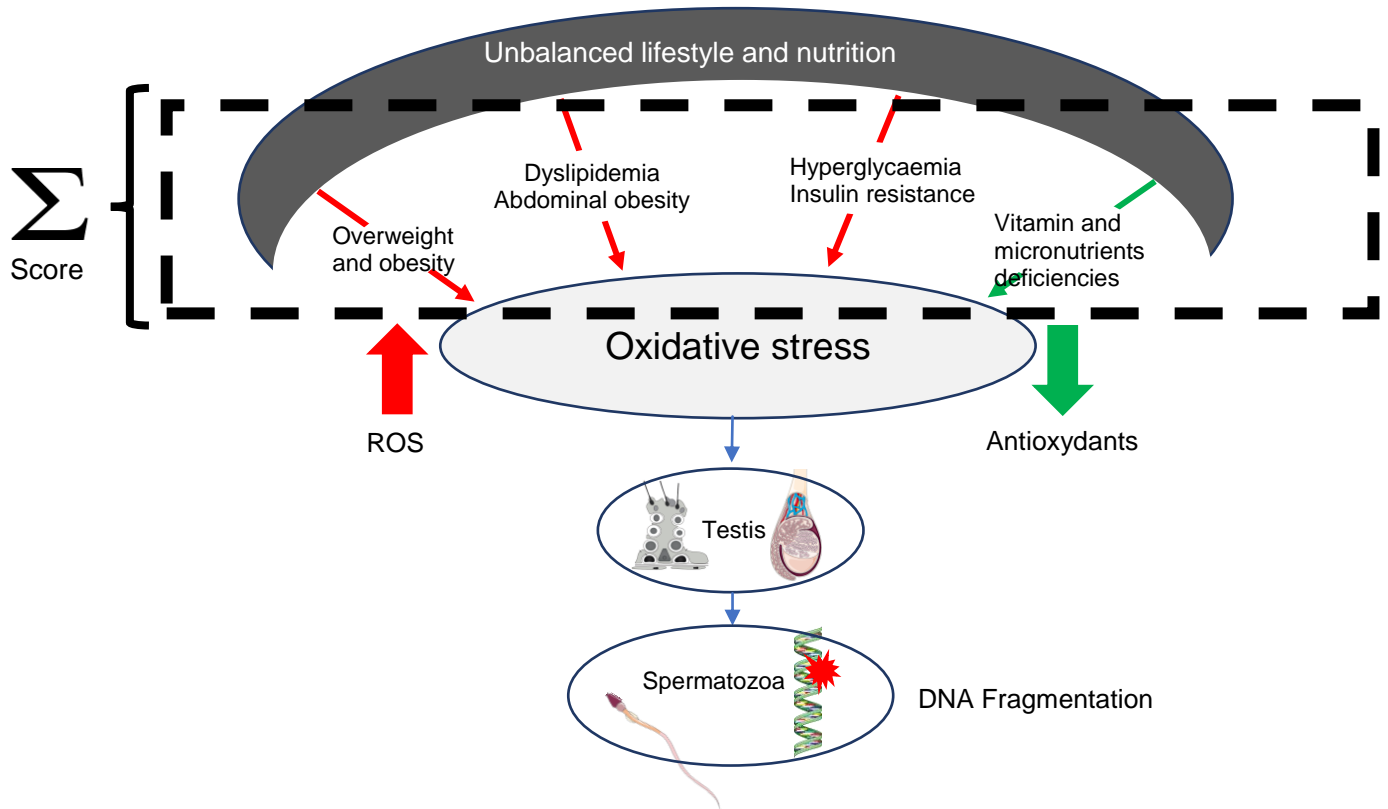 Unbalanced lifestyle and nutrition
Σ
Score
Overweight
and obesity
Dyslipidemia
Abdominal obesity
Hyperglycaemia
Insulin resistance
Vitamin and
micronutrients
deficiencies
Oxidative stress
ROS
Antioxydants
Testis
Spermatozoa
DNA Fragmentation